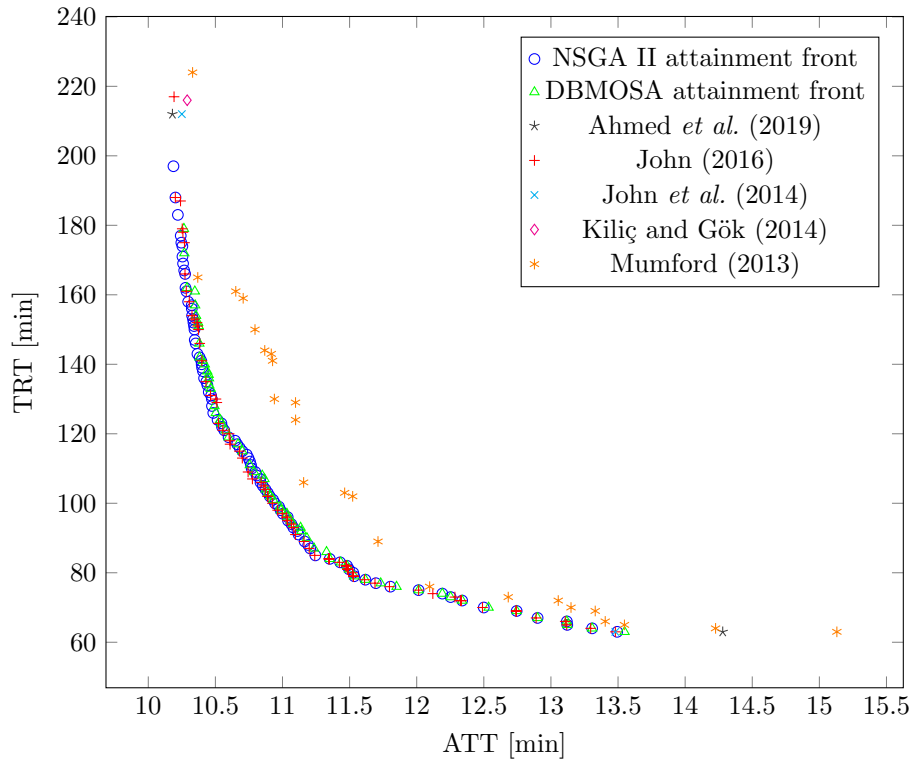 240
220
200
180
160
140
120
100
80
60
TRT [min]
10
10.5
11
11.5
12
12.5
13
13.5
14
14.5
15
15.5
ATT [min]
NSGA II attainment front
DBMOSA attainment front
Ahmed et al. (2019)
John (2016)
John et al. (2014)
Kiliç and Gök (2014)
Mumford (2013)